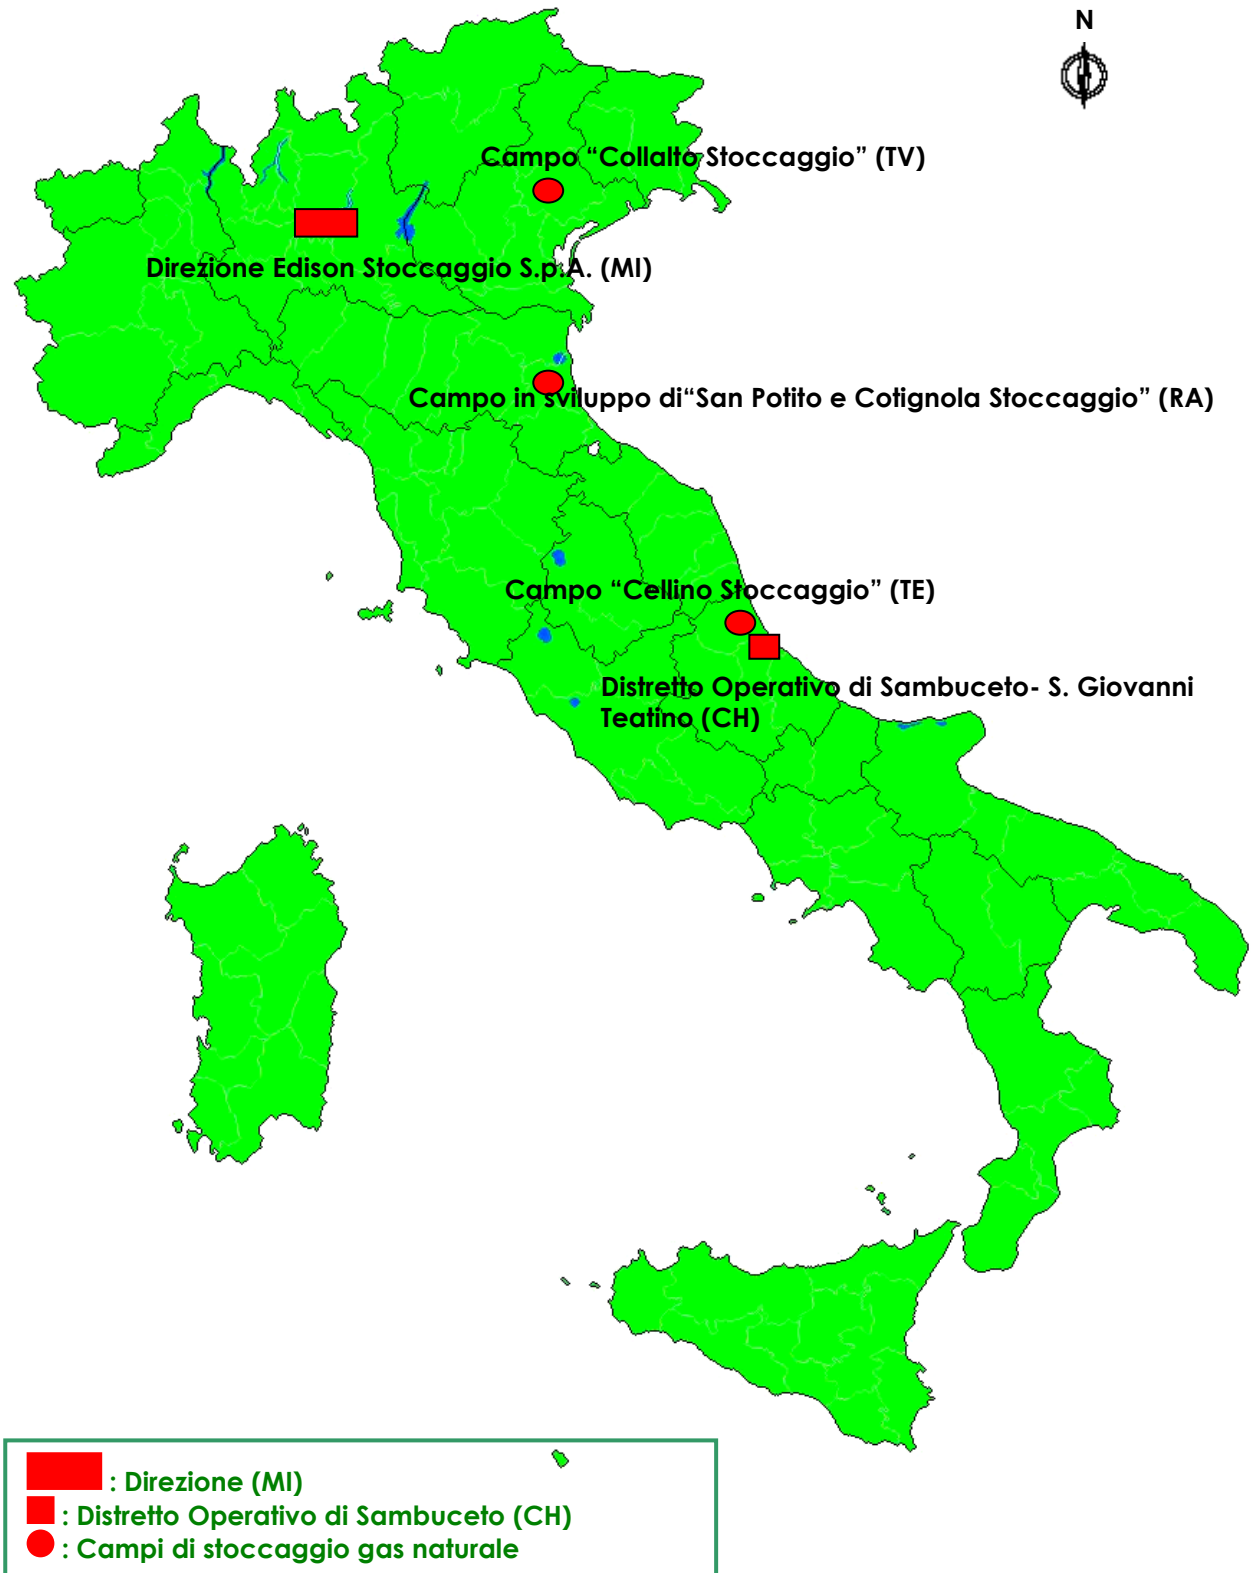 N
Campo “Collalto Stoccaggio” (TV)
Direzione Edison Stoccaggio S.p.A. (MI)
Campo in sviluppo di“San Potito e Cotignola Stoccaggio” (RA)
Campo “Cellino Stoccaggio” (TE)
Distretto Operativo di Sambuceto- S. Giovanni
Teatino (CH)
: Direzione (MI)
: Distretto Operativo di Sambuceto (CH)
: Campi di stoccaggio gas naturale